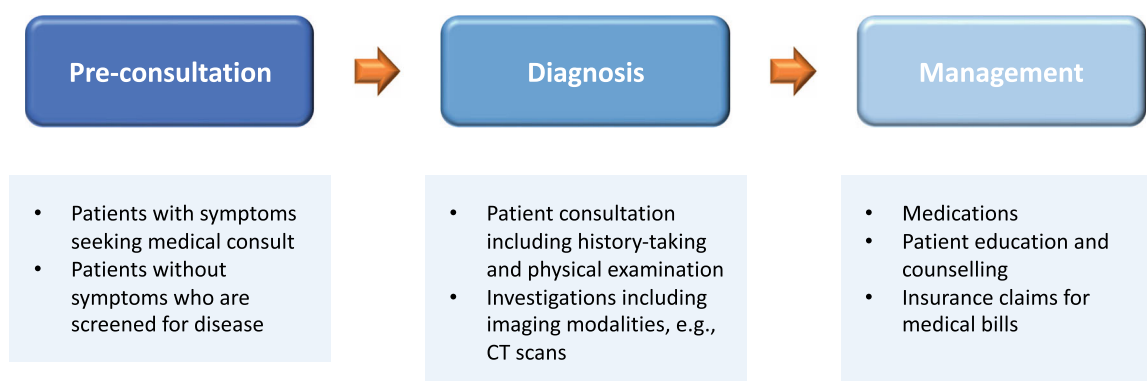 Pre-consultation
Diagnosis
Management
• Patients with symptoms
seeking medical consult
• Patients without
symptoms who are
screened for disease
• Patient consultation
including history-taking
and physical examination
• Investigations including
imaging modalities, e.g.,
CT scans
• Medications
• Patient education and
counselling
• Insurance claims for
medical bills